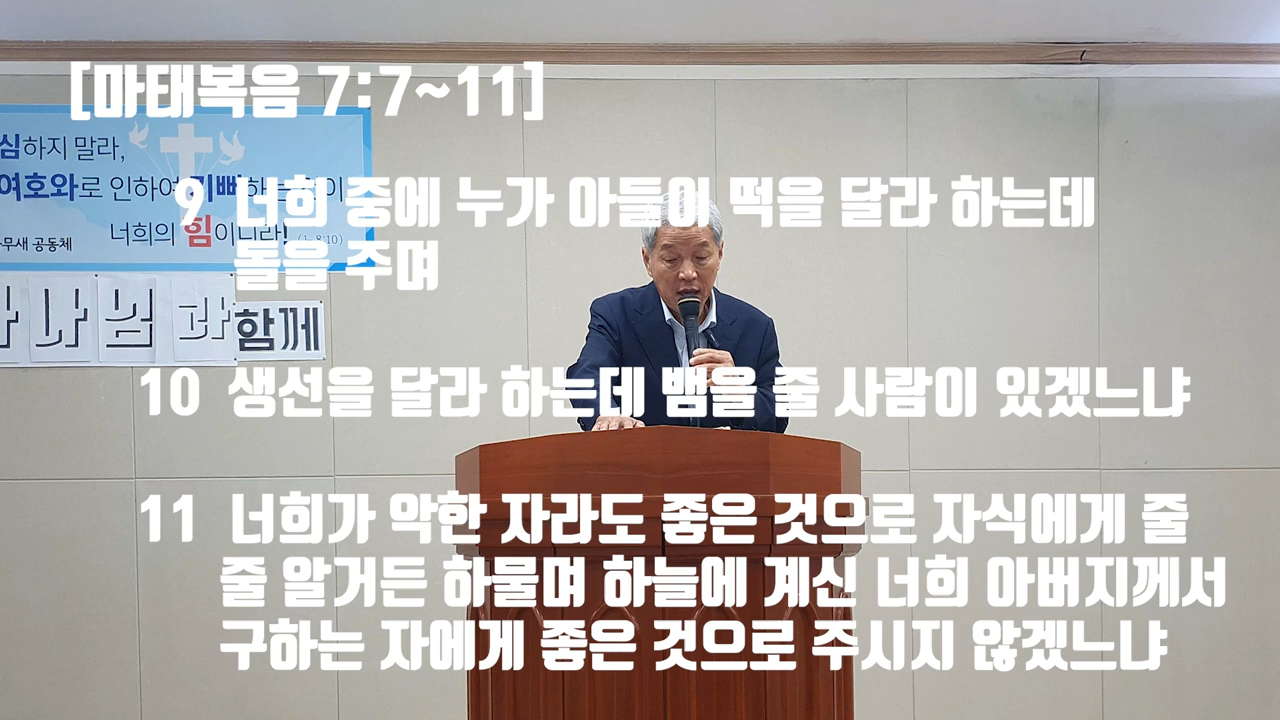 [마태복음 7:7~11]
심하지 말라,
여호와로 인하여
너희의 힘이니라!
무새 공동체
함께
9 너희 중에 누가 아들이 떡을 달라 하는데
돌을 주며
10 생선을 달라 하는데 뱀을 줄 사람이 있겠느냐
11 너희가 악한 자라도 좋은 것으로 자식에게 줄
줄 알거든 하물며 하늘에 계신 너희 아버지께서
구하는 자에게 좋은 것으로 주시지 않겠느냐